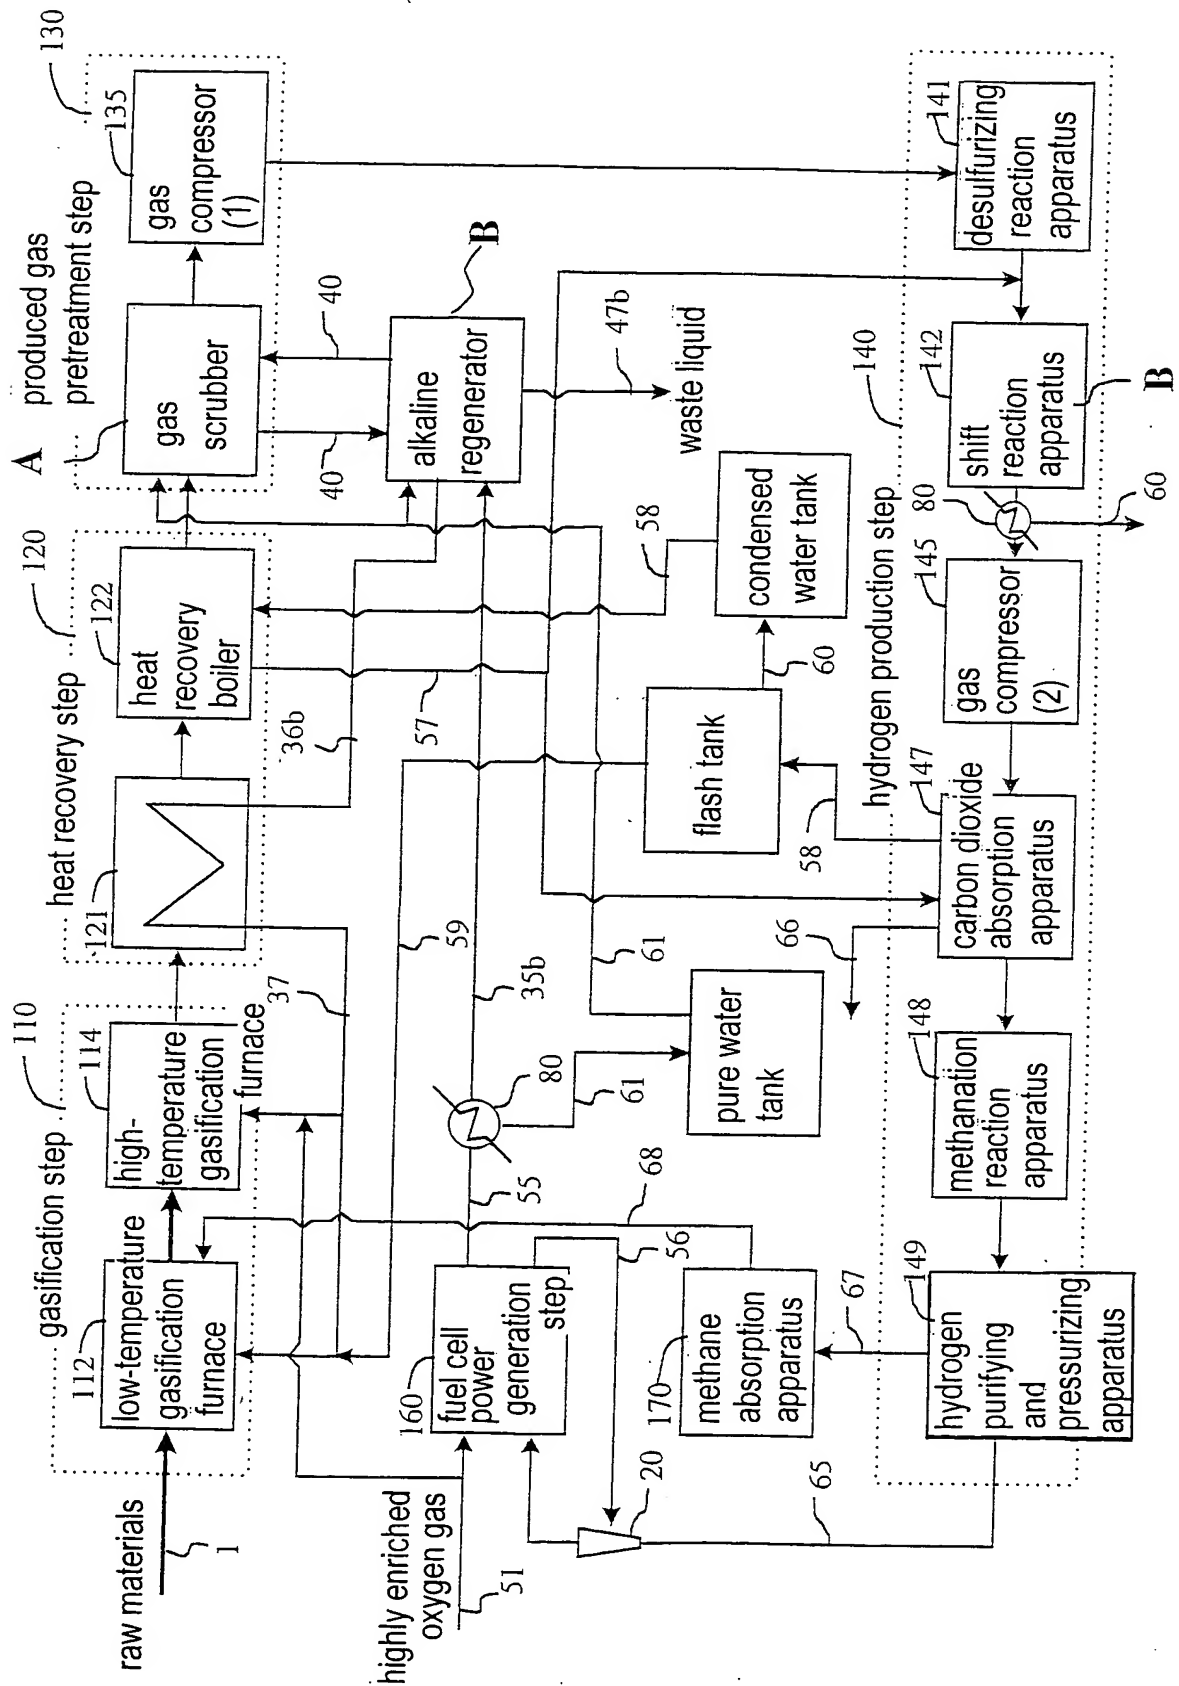 110
gasification step
112
low-temperature
gasification
furnace
114
high-
temperature
gasification
furnace
raw materials
1
120
heat recovery step
121
122
heat
recovery
boiler
A
produced gas
pretreatment step
130
gas
scrubber
135
gas
compressor
(1)
37
36b
57
40
40
alkaline
regenerator
B
47b
waste liquid
59
35b
80
55
61
61
58
60
condensed
water tank
flash tank
58
pure water
tank
66
highly enriched
oxygen gas
51
160
fuel cell
power
generation
step
56
68
20
65
170
methane
absorption
apparatus
67
hydrogen production step
140
141
desulfurizing
reaction
apparatus
142
shift
reaction
apparatus
B
80
60
145
gas
compressor
(2)
147
carbon dioxide
absorption
apparatus
148
methanation
reaction
apparatus
149
hydrogen
purifying
and
pressurizing
apparatus